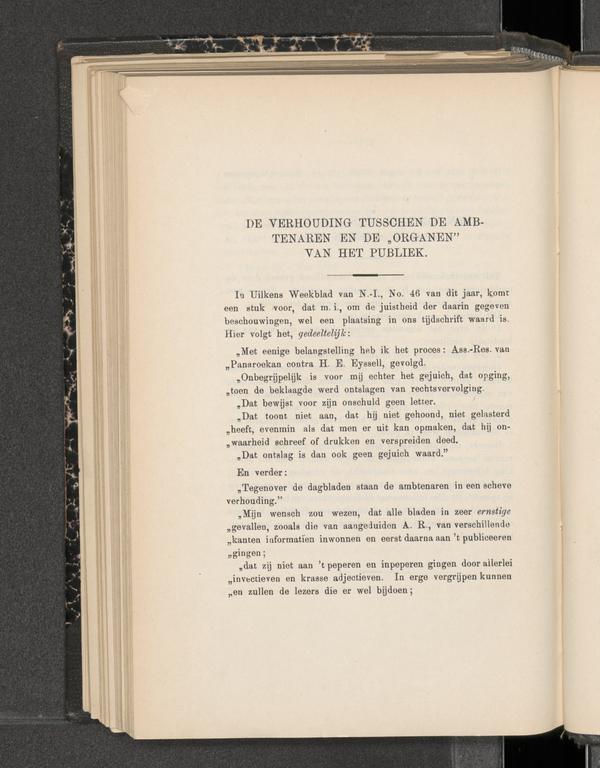 DE VERHOUDING TUSSCHEN DE AMB-
TENAREN EN DE „ORGANEN”
VAN HET PUBLIEK.
In Uilkens Weekblad van N.-I., No. 46 van dit jaar, komt
een stuk voor, dat m. i., om de juistheid der daarin gegeven
beschouwingen, wel een plaatsing in ons tijdschrift waard is.
Hier volgt het, gedeeltelijk:
„Met eenige belangstelling heb ik het proces: Ass.-Res. van
„Panaroekan contra H. E. Eyssell, gevolgd.
„Onbegrijpelijk is voor mij echter het gejuich, dat opging,
„toen de beklaagde werd ontslagen van rechtsvervolging.
„Dat bewijst voor zijn onschuld geen letter.
„Dat toont niet aan, dat hij niet gehoond, niet gelasterd
„heeft, evenmin als dat men er uit kan opmaken, dat hij on-
„waarheid schreef of drukken en verspreiden deed.
„Dat ontslag is dan ook geen gejuich waard.”
En verder:
„Tegenover de dagbladen staan de ambtenaren in een scheve
verhouding.”
„Mijn wensch zou wezen, dat alle bladen in zeer ernstige
„gevallen, zooals die van aangeduiden A. R., van verschillende
„kanten informatien inwonnen en eerst daarna aan 't publiceeren
„gingen;
„dat zij niet aan 't peperen en inpeperen gingen door allerlei
„invectieven en krasse adjectieven. In erge vergrijpen kunnen
„en zullen de lezers die er wel bijdoen;